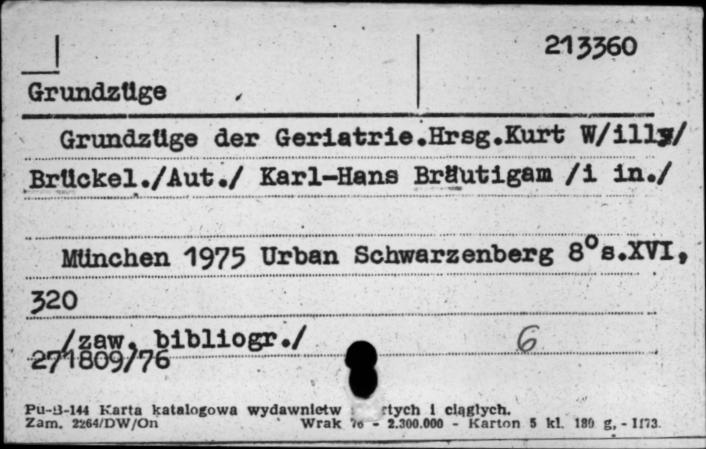 213360
Grundzüge
Grundzüge der Geriatrie.Hrsg.Kurt W/illy/
Brückel./Aut./ Karl-Hans Bräutigam /i in./
München 1975 Urban Schwarzenberg 8°s.XVI,
320
/zaw. bibliogr./
6
271809/76
Pu-B-144 Karta katalogowa wydawnictw rtych i ciągłych.
Zam. 2264/DW/On Wrak 76 - 2.300.000 - Karton 5 kl. 180 g, - 1173.